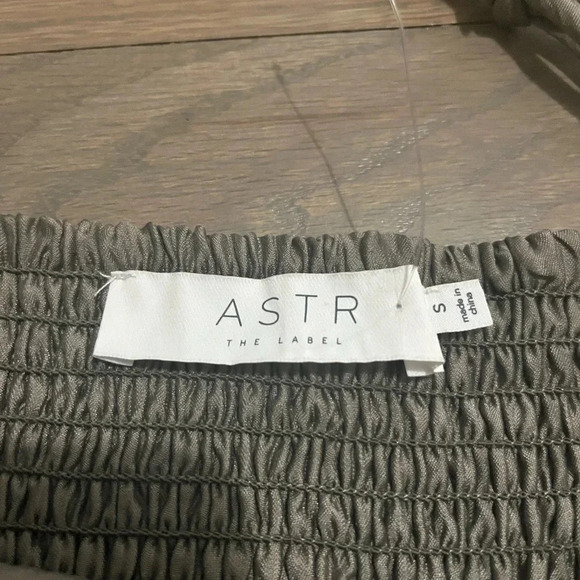 ASTR
THE LABEL
S
made in
china